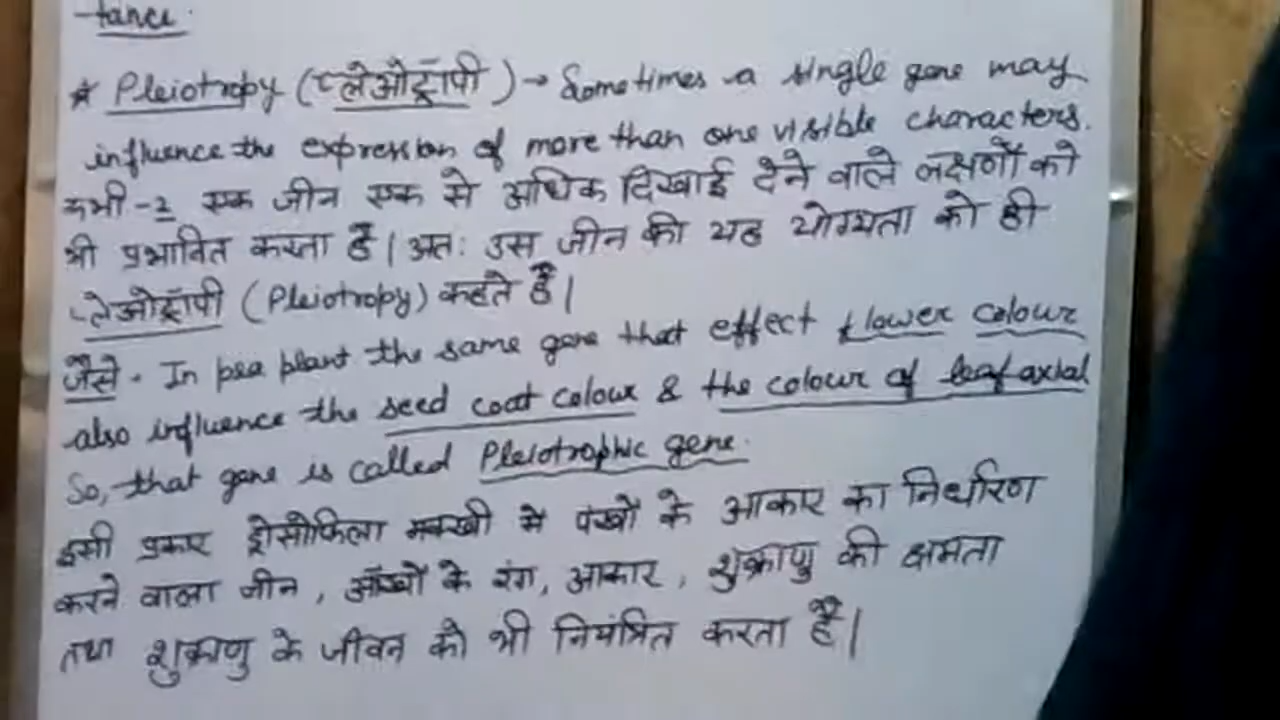 -tance.
* Pleiotropy (प्लेओट्रॉपी) → Sometimes a single gene may
influence the expression of more than one visible characters.
कभी-२ एक जीन एक से अधिक दिखाई देने वाले लक्षणों को
भी प्रभावित करता है। अतः उस जीन की यह योग्यता को ही
प्लेओट्रॉपी (Pleiotropy) कहते हैं।
जैसे - In pea plant the same gene that effect flower colour
also influence the seed coat colour & the colour of leaf axial
So, that gene is called Pleiotrophic gene.
इसी प्रकार ड्रोसोफिला मक्खी मे पंखों के आकार का निर्धारण
करने वाला जीन, आँखों के रंग, आकार, शुक्राणु की क्षमता
तथा शुक्राणु के जीवन को भी नियंत्रित करता है।